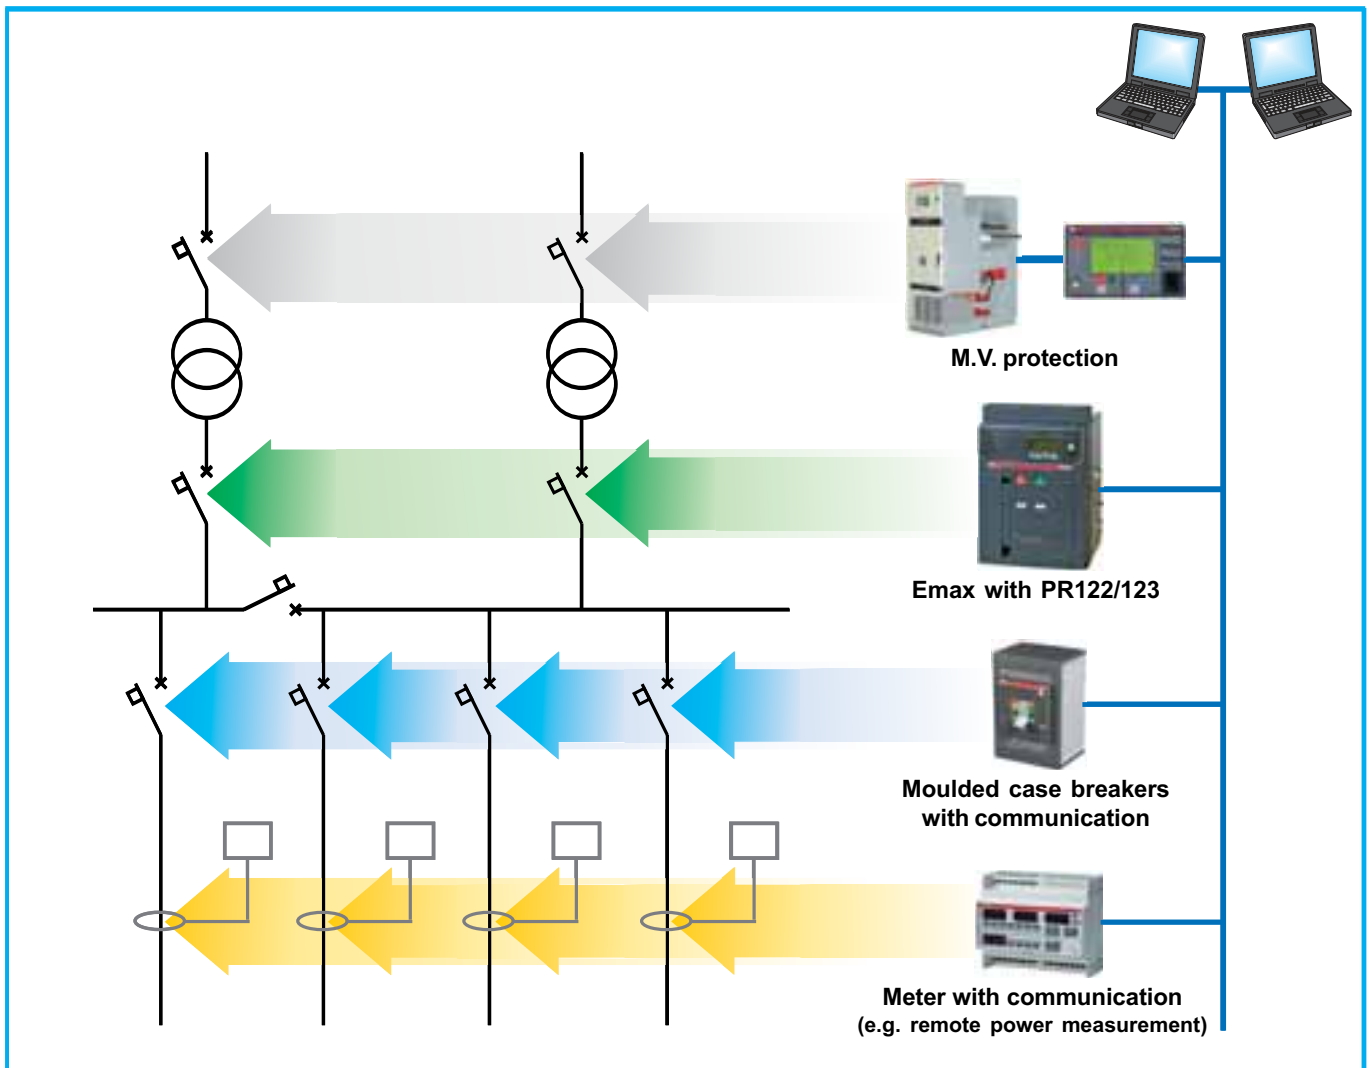 M.V. protection
Emax with PR122/123
Moulded case breakers
with communication
Meter with communication
(e.g. remote power measurement)